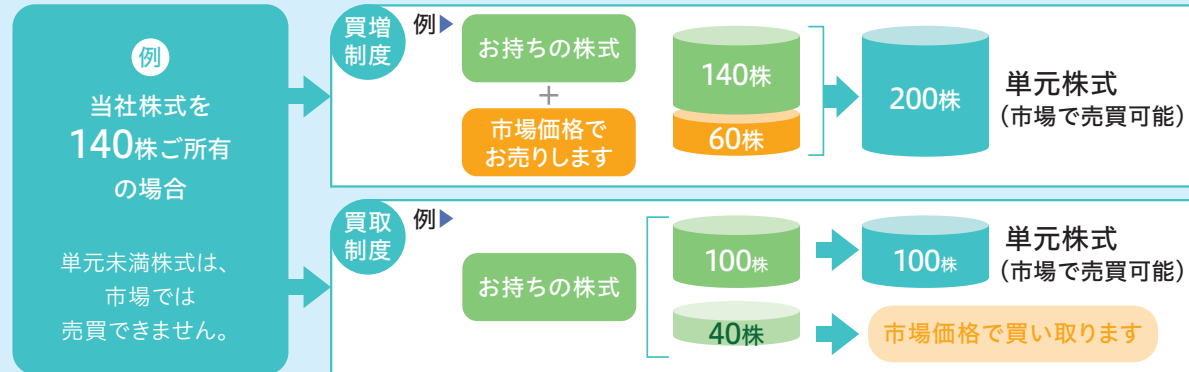 例
当社株式を
140株ご所有
の場合
単元未満株式は、
市場では
売買できません。
買増
制度
例▶
お持ちの株式
+
市場価格で
お売りします
140株
60株
200株
単元株式
(市場で売買可能)
買取
制度
例▶
お持ちの株式
100株
100株
単元株式
(市場で売買可能)
40株
市場価格で買い取ります